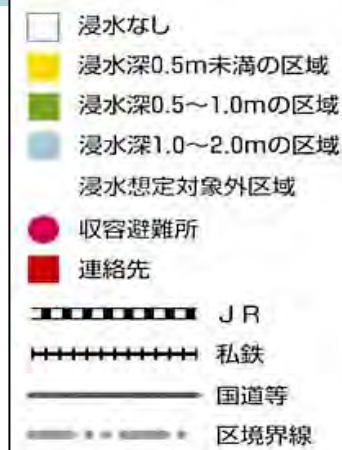 浸水なし
浸水深0.5m未満の区域
浸水深0.5〜1.0mの区域
浸水深1.0〜2.0mの区域
浸水想定対象外区域
収容避難所
連絡先
ＪＲ
私鉄
国道等
区境界線